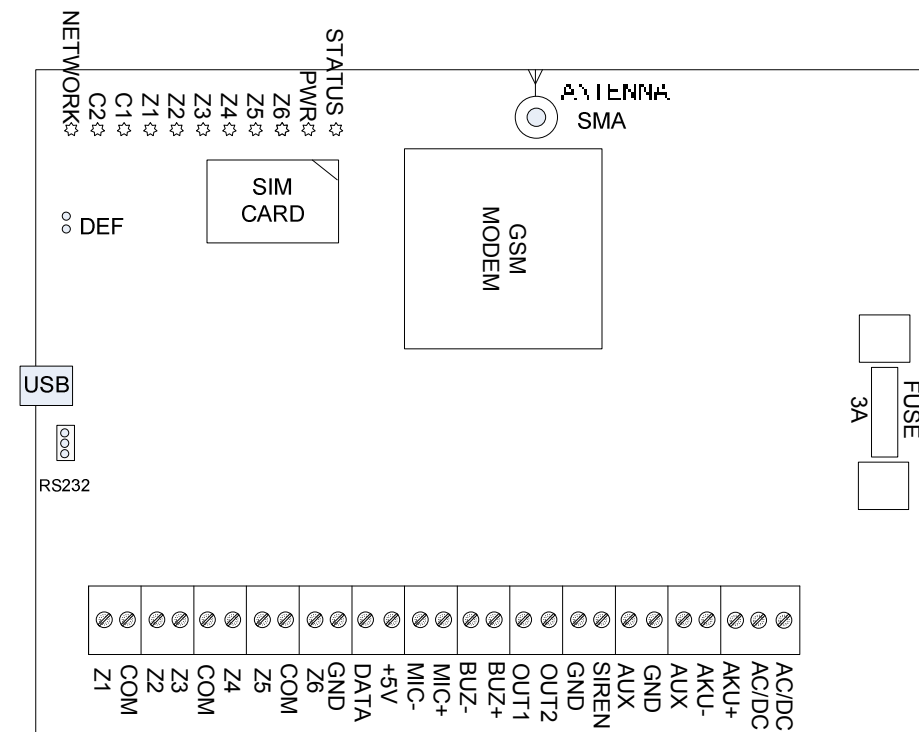 NETWORK
C2
C1
Z1
Z2
Z3
Z4
Z5
Z6
PWR
STATUS
ANTENNA
SMA
SIM
CARD
GSM
MODEM
DEF
USB
RS232
FUSE
3A
Z1
COM
Z2
Z3
COM
Z4
Z5
COM
Z6
GND
DATA
+5V
MIC-
MIC+
BUZ-
BUZ+
OUT1
OUT2
GND
SIREN
AUX
GND
AUX
AKU-
AKU+
AC/DC
AC/DC